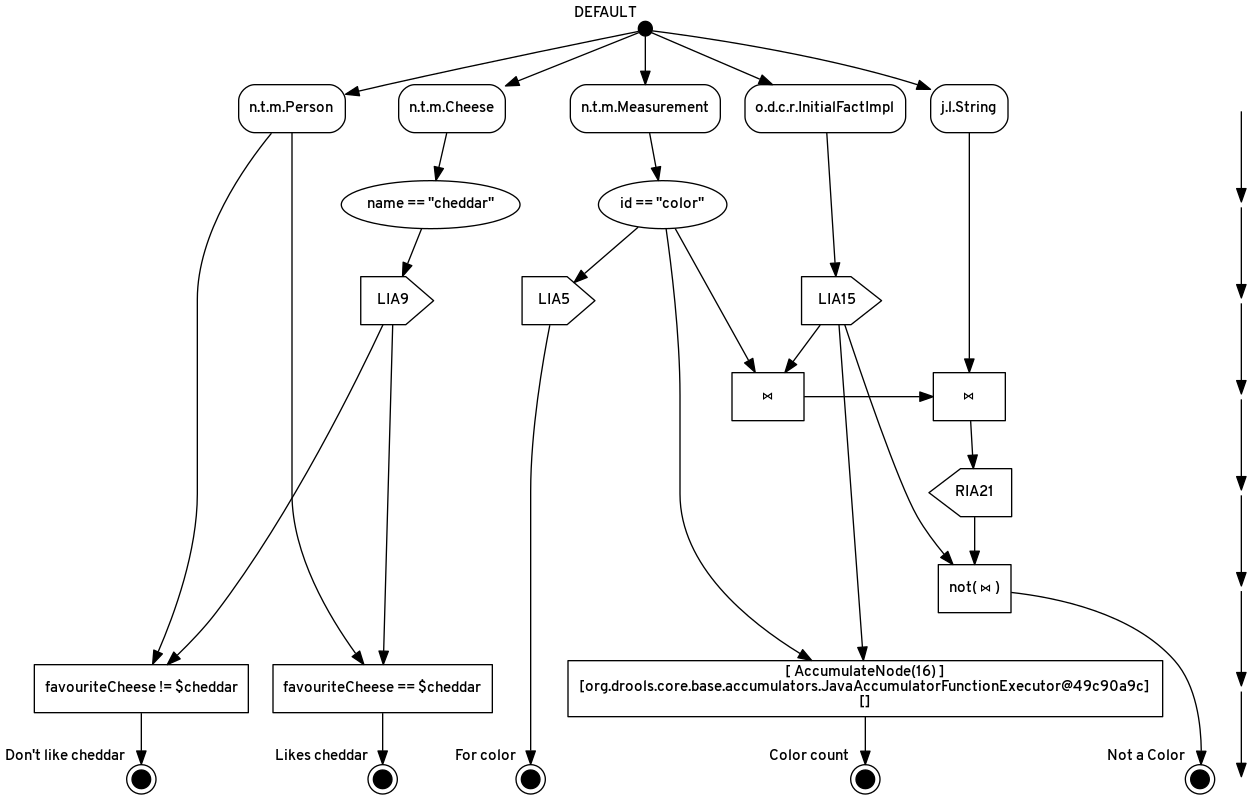 DEFAULT
n.t.m.Person
n.t.m.Cheese
n.t.m.Measurement
o.d.c.r.InitialFactImpl
j.l.String
name == "cheddar"
id == "color"
LIA9
LIA5
LIA15
⋈
⋈
RIA21
not( ⋈ )
favouriteCheese != $cheddar
favouriteCheese == $cheddar
[ AccumulateNode(16) ]
[org.drools.core.base.accumulators.JavaAccumulatorFunctionExecutor@49c90a9c]
[]
Don't like cheddar
Likes cheddar
For color
Color count
Not a Color